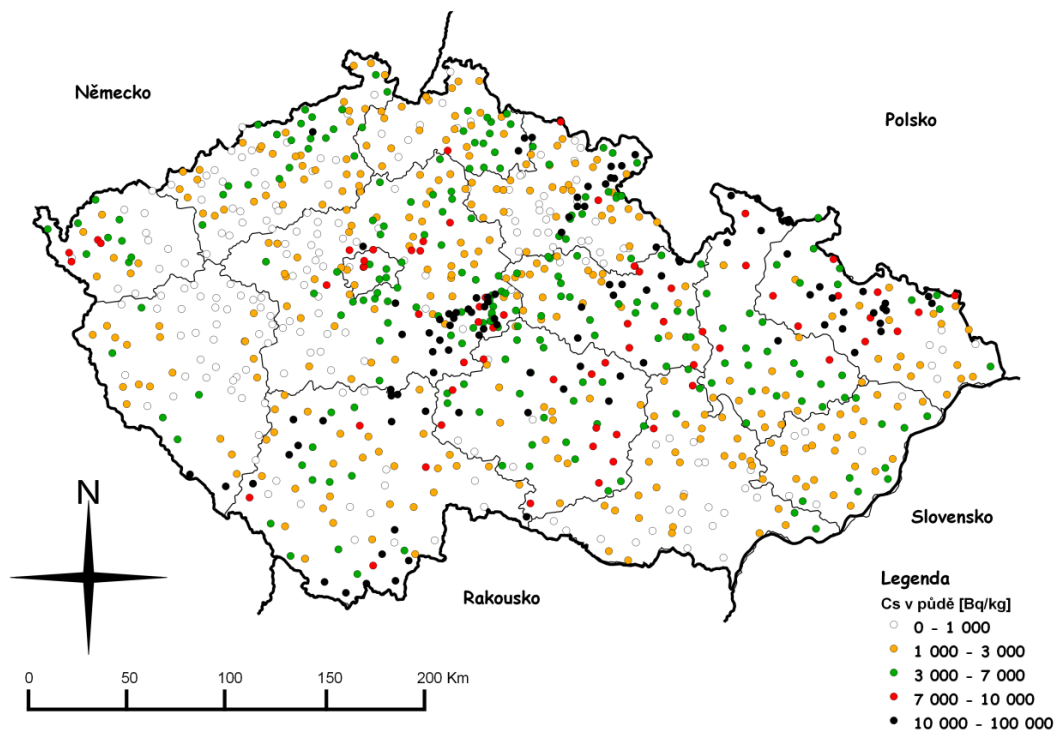 Německo
Polsko
N
Slovensko
Rakousko
Legenda
Cs v půdě [Bq/kg]
0 - 1 000
1 000 - 3 000
3 000 - 7 000
7 000 - 10 000
10 000 - 100 000
0 50 100 150 200 Km